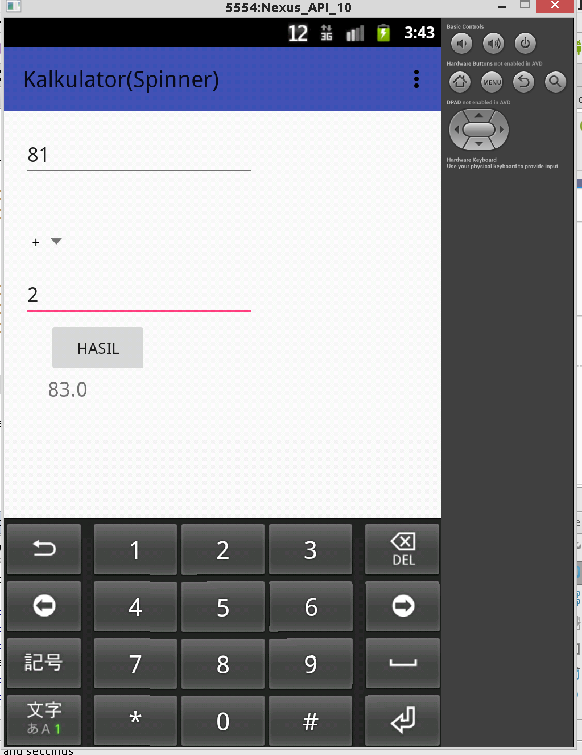 5554:Nexus_API_10
12 3G 3:43
Kalkulator(Spinner)
81
+
2
HASIL
83.0
1 2 3 DEL
4 5 6
記号 7 8 9
文字 * 0 #
あA1
Basic Controls
Hardware Buttons not enabled in AVD
MENU
DPAD not enabled in AVD
Hardware Keyboard
Use your physical keyboard to provide input
and settings